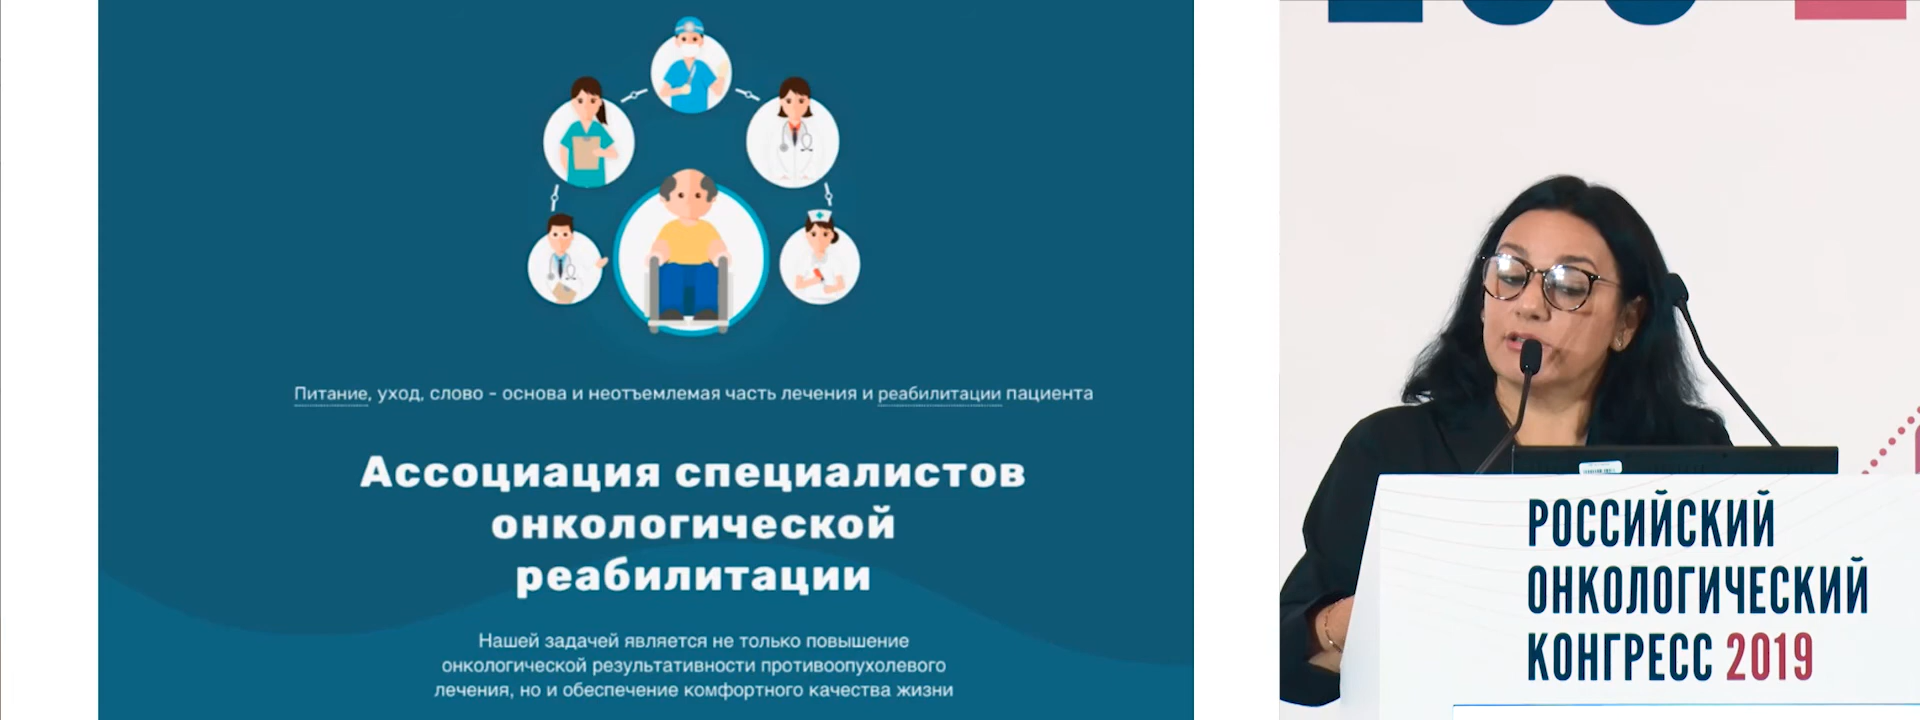 Питание, уход, слово - основа и неотъемлемая часть лечения и реабилитации пациента
Ассоциация специалистов
онкологической
реабилитации
Нашей задачей является не только повышение
онкологической результативности противоопухолевого
лечения, но и обеспечение комфортного качества жизни
РОССИЙСКИЙ
ОНКОЛОГИЧЕСКИЙ
КОНГРЕСС 2019